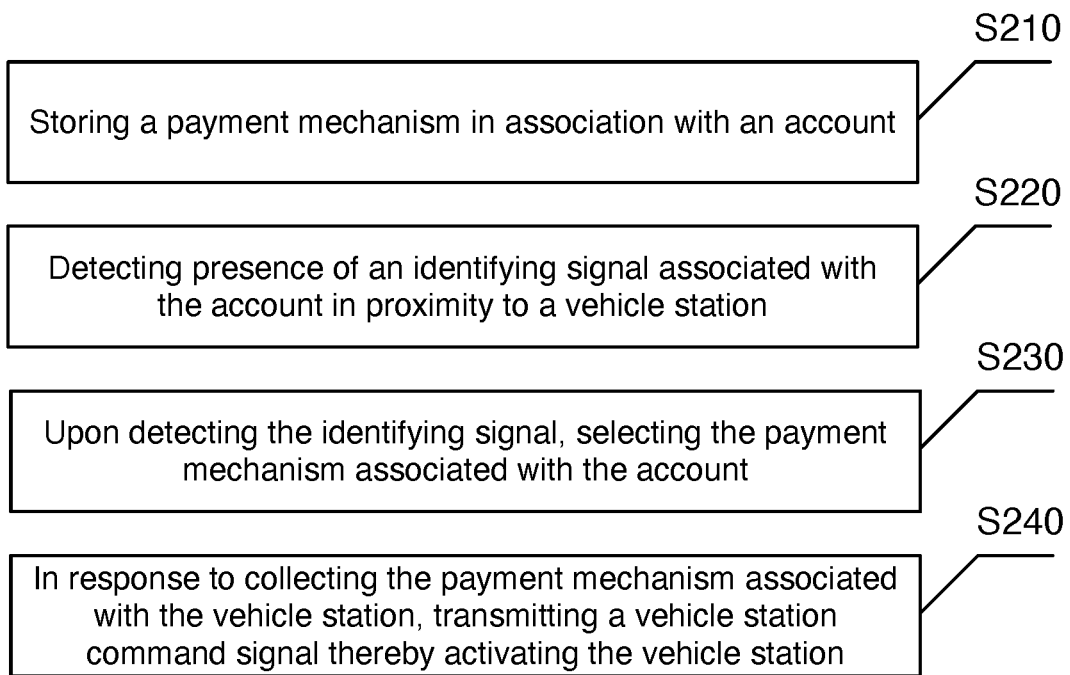 S210
Storing a payment mechanism in association with an account
S220
Detecting presence of an identifying signal associated with
the account in proximity to a vehicle station
S230
Upon detecting the identifying signal, selecting the payment
mechanism associated with the account
S240
In response to collecting the payment mechanism associated
with the vehicle station, transmitting a vehicle station
command signal thereby activating the vehicle station